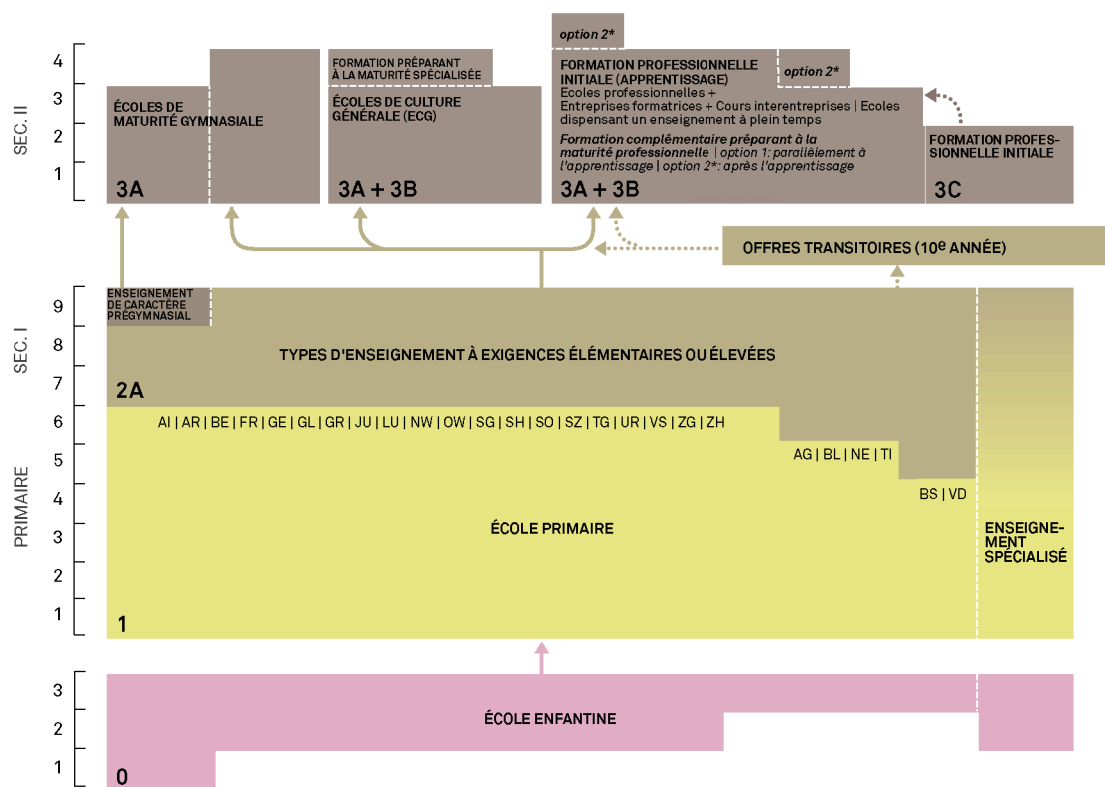 SEC. II
4
3
2
1
ÉCOLES DE
MATURITÉ GYMNASIALE
3A
FORMATION PRÉPARANT
À LA MATURITÉ SPÉCIALISÉE
ÉCOLES DE CULTURE
GÉNÉRALE (ECG)
3A + 3B
option 2*
FORMATION PROFESSIONNELLE
INITIALE (APPRENTISSAGE)
Ecoles professionnelles +
Entreprises formatrices + Cours interentreprises | Ecoles
dispensant un enseignement à plein temps
option 2*
Formation complémentaire préparant à la
maturité professionnelle | option 1: parallèlement à
l'apprentissage | option 2*: après l'apprentissage
3A + 3B
FORMATION PROFES-
SIONNELLE INITIALE
3C
OFFRES TRANSITOIRES (10e ANNÉE)
SEC. I
9
8
7
ENSEIGNEMENT
DE CARACTÈRE
PRÉGYMNASIAL
TYPES D'ENSEIGNEMENT À EXIGENCES ÉLÉMENTAIRES OU ÉLEVÉES
2A
PRIMAIRE
6
5
4
3
2
1
AI | AR | BE | FR | GE | GL | GR | JU | LU | NW | OW | SG | SH | SO | SZ | TG | UR | VS | ZG | ZH
AG | BL | NE | TI
BS | VD
ÉCOLE PRIMAIRE
ENSEIGNE-
MENT
SPÉCIALISÉ
1
3
2
1
ÉCOLE ENFANTINE
0